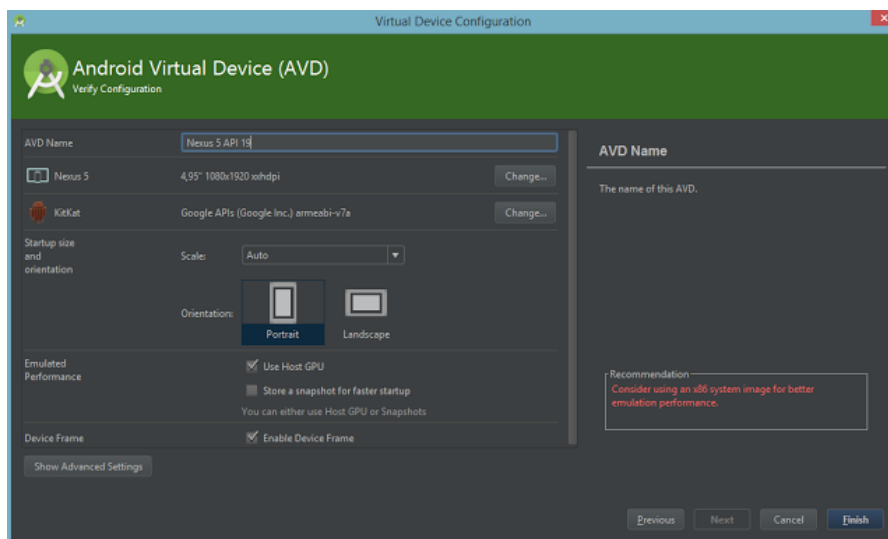 Virtual Device Configuration
Android Virtual Device (AVD)
Verify Configuration
AVD Name
Nexus 5 API 19
Nexus 5
4,95" 1080x1920 xxhdpi
Change...
KitKat
Google APIs (Google Inc.) armeabi-v7a
Change...
Startup size
and
orientation
Scale:
Auto
Orientation:
Portrait
Landscape
Emulated
Performance
Use Host GPU
Store a snapshot for faster startup
You can either use Host GPU or Snapshots
Device Frame
Enable Device Frame
Show Advanced Settings
AVD Name
The name of this AVD.
Recommendation
Consider using an x86 system image for better
emulation performance.
Previous
Next
Cancel
Finish